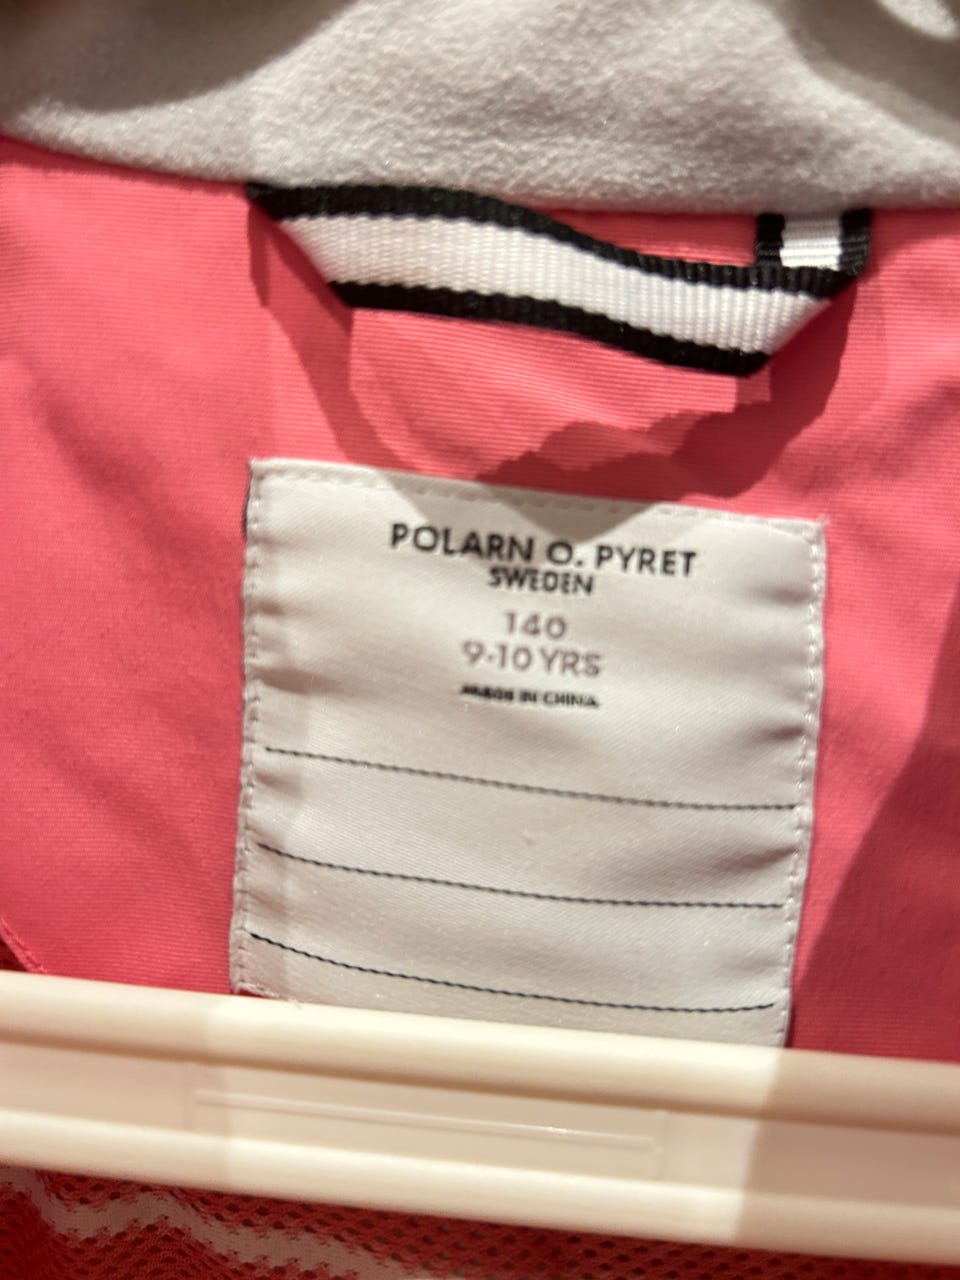 POLARN O. PYRET
SWEDEN
140
9-10 YRS
MADE IN CHINA